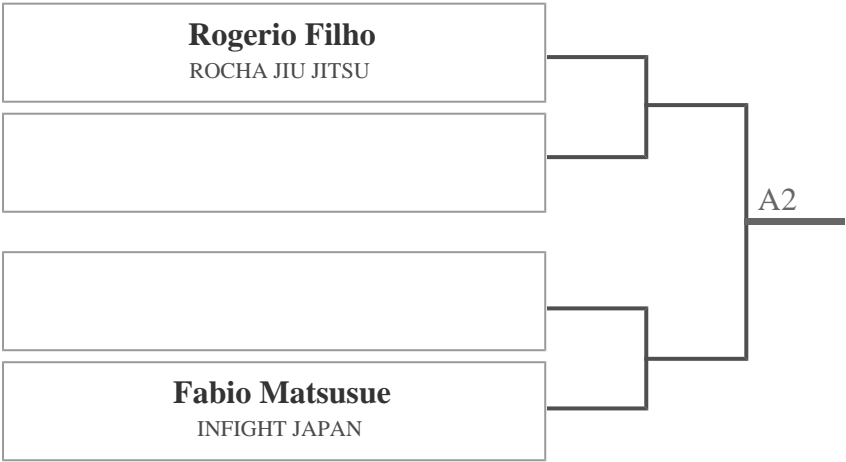 Rogerio Filho
ROCHA JIU JITSU
A2
Fabio Matsusue
INFIGHT JAPAN